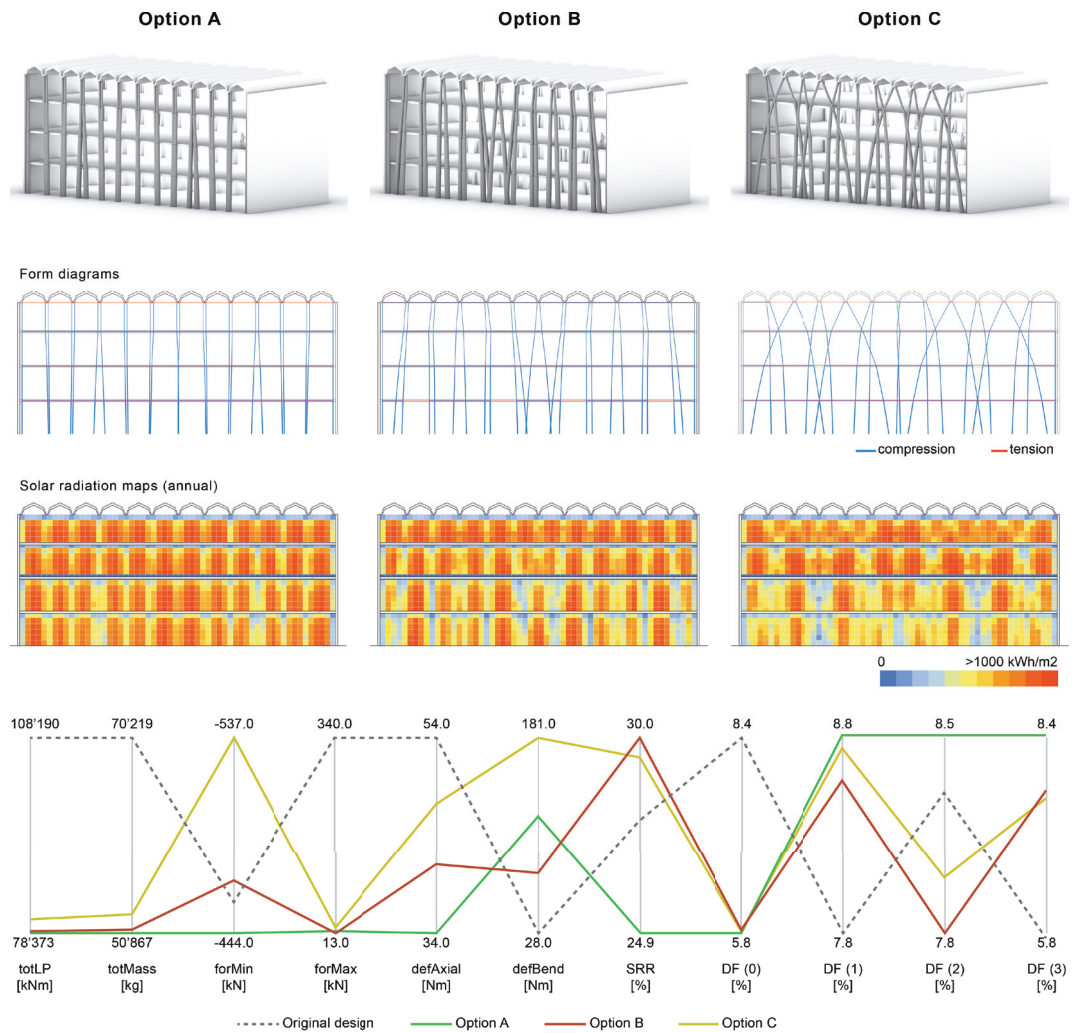 Option A
Option B
Option C
Form diagrams
compression
tension
Solar radiation maps (annual)
0
>1000 kWh/m2
108'190
70'219
-537.0
340.0
54.0
181.0
30.0
8.4
8.8
8.5
8.4
78'373
50'867
-444.0
13.0
34.0
28.0
24.9
5.8
7.8
7.8
5.8
totLP
totMass
forMin
forMax
defAxial
defBend
SRR
DF (0)
DF (1)
DF (2)
DF (3)
[kNm]
[kg]
[kN]
[kN]
[Nm]
[Nm]
[%]
[%]
[%]
[%]
[%]
Original design
Option A
Option B
Option C